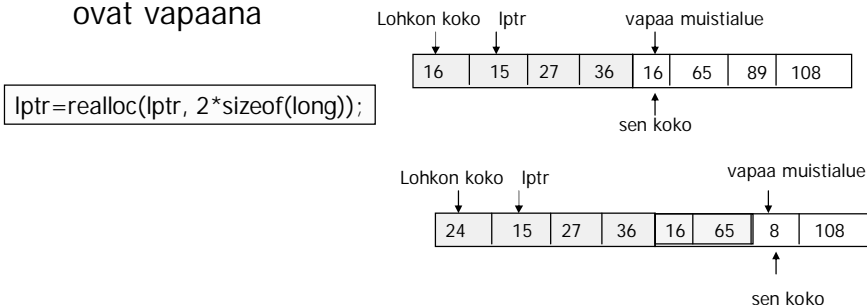 ovat vapaana
lptr=realloc(lptr, 2*sizeof(long));
Lohkon koko lptr vapaa muistialue
16 15 27 36 16 65 89 108
sen koko
Lohkon koko lptr vapaa muistialue
24 15 27 36 16 65 8 108
sen koko